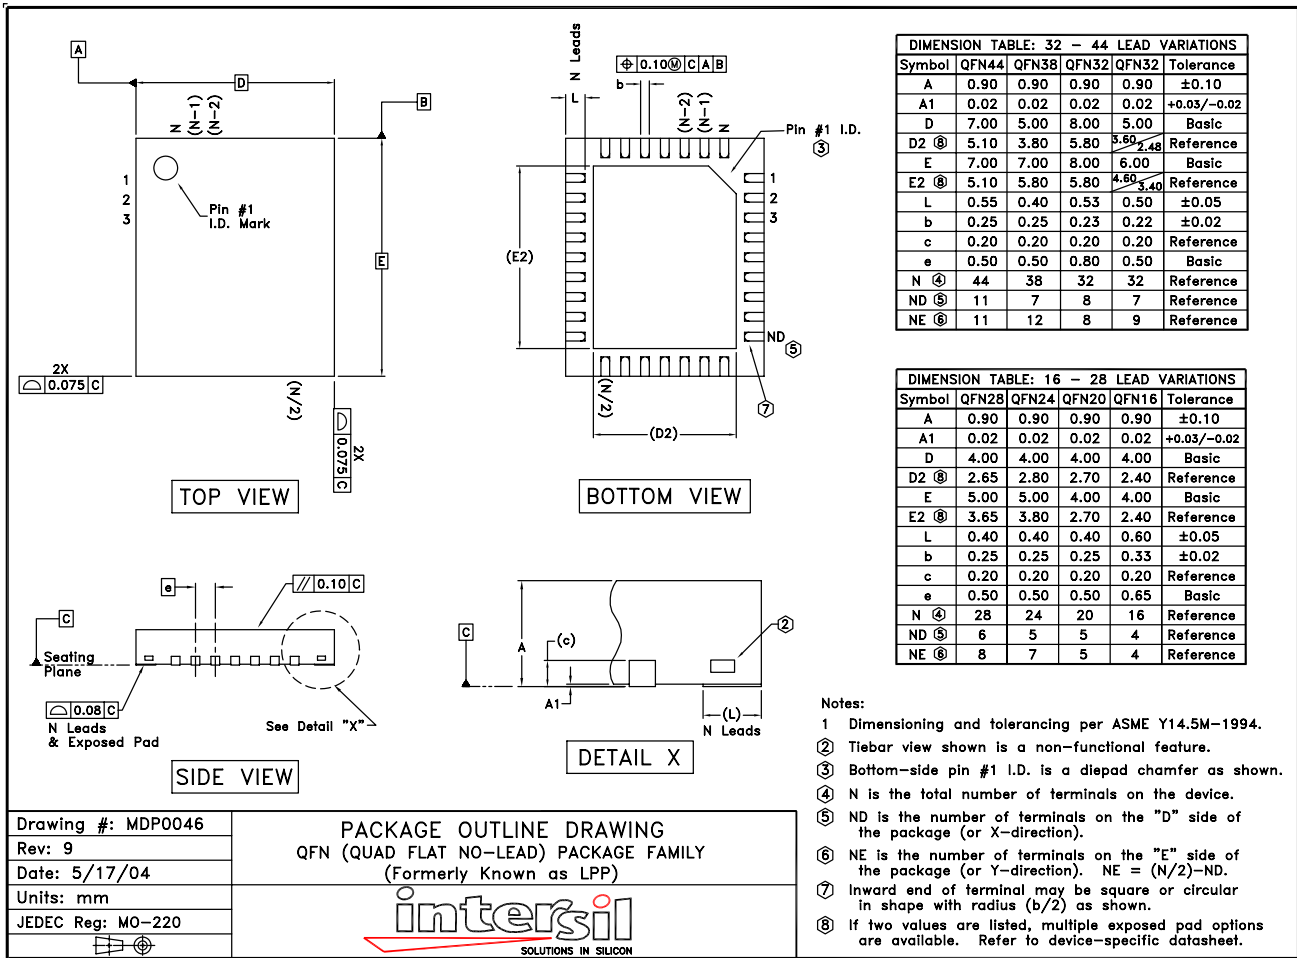 A
D
B
N
(N-1)
(N-2)
1
2
3
Pin #1
I.D. Mark
E
2X
0.075 C
(N/2)
2X
0.075 C
TOP VIEW
N Leads
L
b
0.10Ⓜ C A B
(N-2)
(N-1)
N
Pin #1 I.D.
3
1
2
3
(E2)
ND
5
7
(N/2)
(D2)
BOTTOM VIEW
e
// 0.10 C
C
Seating
Plane
0.08 C
N Leads
& Exposed Pad
See Detail "X"
SIDE VIEW
C
A
(c)
2
A1
(L)
N Leads
DETAIL X
DIMENSION TABLE: 32 - 44 LEAD VARIATIONS
Symbol QFN44 QFN38 QFN32 QFN32 Tolerance
A 0.90 0.90 0.90 0.90 ±0.10
A1 0.02 0.02 0.02 0.02 +0.03/-0.02
D 7.00 5.00 8.00 5.00 Basic
D2 ⑧ 5.10 3.80 5.80 3.60/2.48 Reference
E 7.00 7.00 8.00 6.00 Basic
E2 ⑧ 5.10 5.80 5.80 4.60/3.40 Reference
L 0.55 0.40 0.53 0.50 ±0.05
b 0.25 0.25 0.23 0.22 ±0.02
c 0.20 0.20 0.20 0.20 Reference
e 0.50 0.50 0.80 0.50 Basic
N ④ 44 38 32 32 Reference
ND ⑤ 11 7 8 7 Reference
NE ⑥ 11 12 8 9 Reference
DIMENSION TABLE: 16 - 28 LEAD VARIATIONS
Symbol QFN28 QFN24 QFN20 QFN16 Tolerance
A 0.90 0.90 0.90 0.90 ±0.10
A1 0.02 0.02 0.02 0.02 +0.03/-0.02
D 4.00 4.00 4.00 4.00 Basic
D2 ⑧ 2.65 2.80 2.70 2.40 Reference
E 5.00 5.00 4.00 4.00 Basic
E2 ⑧ 3.65 3.80 2.70 2.40 Reference
L 0.40 0.40 0.40 0.60 ±0.05
b 0.25 0.25 0.25 0.33 ±0.02
c 0.20 0.20 0.20 0.20 Reference
e 0.50 0.50 0.50 0.65 Basic
N ④ 28 24 20 16 Reference
ND ⑤ 6 5 5 4 Reference
NE ⑥ 8 7 5 4 Reference
Notes:
1 Dimensioning and tolerancing per ASME Y14.5M-1994.
② Tiebar view shown is a non-functional feature.
③ Bottom-side pin #1 I.D. is a diepad chamfer as shown.
④ N is the total number of terminals on the device.
⑤ ND is the number of terminals on the "D" side of
the package (or X-direction).
⑥ NE is the number of terminals on the "E" side of
the package (or Y-direction). NE = (N/2)-ND.
⑦ Inward end of terminal may be square or circular
in shape with radius (b/2) as shown.
⑧ If two values are listed, multiple exposed pad options
are available. Refer to device-specific datasheet.
Drawing #: MDP0046
Rev: 9
Date: 5/17/04
Units: mm
JEDEC Reg: MO-220
PACKAGE OUTLINE DRAWING
QFN (QUAD FLAT NO-LEAD) PACKAGE FAMILY
(Formerly Known as LPP)
intersil
SOLUTIONS IN SILICON